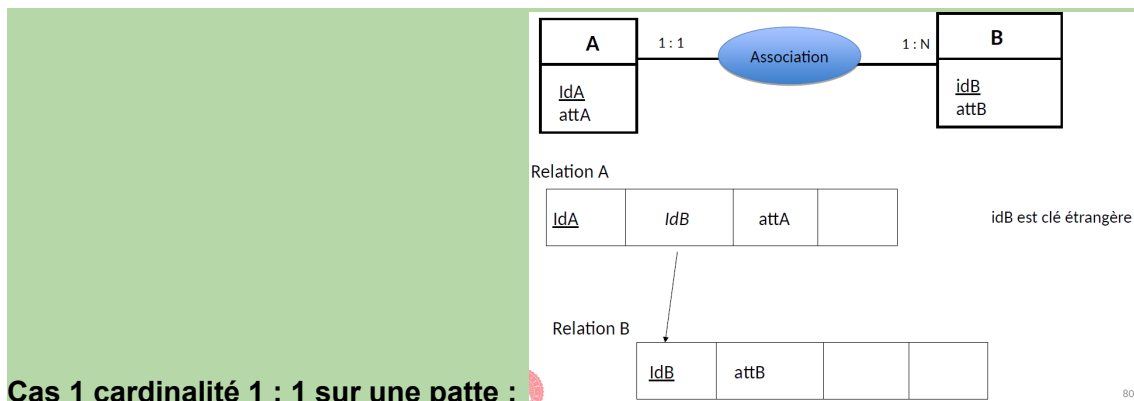 A
1 : 1
Association
1 : N
B
IdA
attA
idB
attB
Relation A
IdA
IdB
attA
idB est clé étrangère
Relation B
IdB
attB
Cas 1 cardinalité 1 : 1 sur une patte :
80